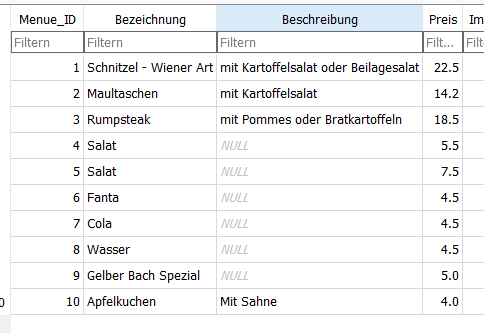 Menue_ID Bezeichnung Beschreibung Preis Im
Filtern Filtern Filtern Filt... Filtern
1 Schnitzel - Wiener Art mit Kartoffelsalat oder Beilagesalat 22.5
2 Maultaschen mit Kartoffelsalat 14.2
3 Rumpsteak mit Pommes oder Bratkartoffeln 18.5
4 Salat NULL 5.5
5 Salat NULL 7.5
6 Fanta NULL 4.5
7 Cola NULL 4.5
8 Wasser NULL 4.5
9 Gelber Bach Spezial NULL 5.0
0 10 Apfelkuchen Mit Sahne 4.0